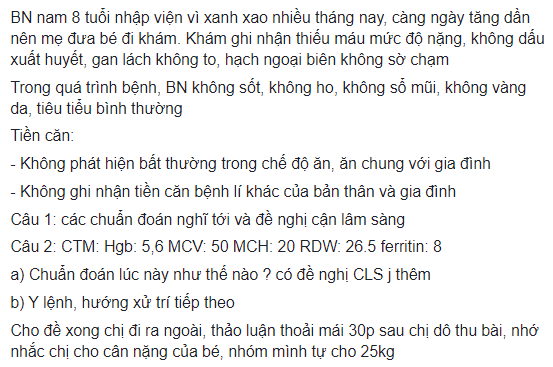 BN nam 8 tuổi nhập viện vì xanh xao nhiều tháng nay, càng ngày tăng dần
nên mẹ đưa bé đi khám. Khám ghi nhận thiếu máu mức độ nặng, không dấu
xuất huyết, gan lách không to, hạch ngoại biên không sờ chạm
Trong quá trình bệnh, BN không sốt, không ho, không sổ mũi, không vàng
da, tiêu tiểu bình thường
Tiền căn:
- Không phát hiện bất thường trong chế độ ăn, ăn chung với gia đình
- Không ghi nhận tiền căn bệnh lí khác của bản thân và gia đình
Câu 1: các chuẩn đoán nghĩ tới và đề nghị cận lâm sàng
Câu 2: CTM: Hgb: 5,6 MCV: 50 MCH: 20 RDW: 26.5 ferritin: 8
a) Chuẩn đoán lúc này như thế nào ? có đề nghị CLS j thêm
b) Y lệnh, hướng xử trí tiếp theo
Cho đề xong chị đi ra ngoài, thảo luận thoải mái 30p sau chị dô thu bài, nhớ
nhắc chị cho cân nặng của bé, nhóm mình tự cho 25kg